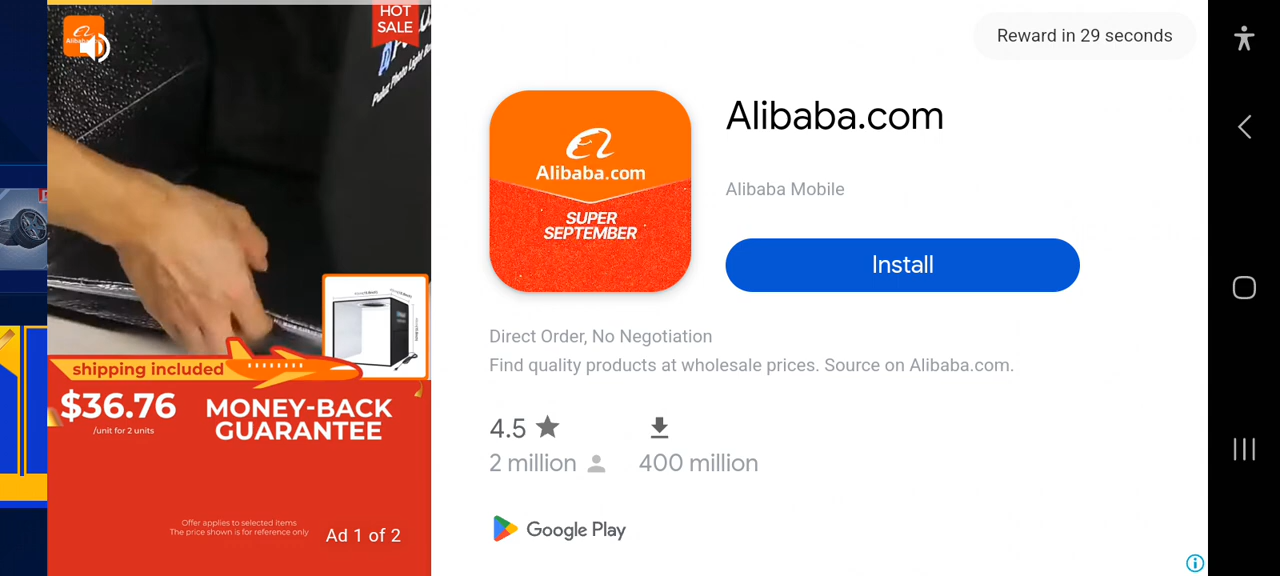 HOT
SALE
Reward in 29 seconds
Alibaba.com
Alibaba.com
SUPER
SEPTEMBER
Alibaba Mobile
Install
Direct Order, No Negotiation
Find quality products at wholesale prices. Source on Alibaba.com.
4.5
2 million
400 million
Google Play
shipping included
$36.76
/unit for 2 units
MONEY-BACK
GUARANTEE
Offer applies to selected items
The price shown is for reference only
Ad 1 of 2